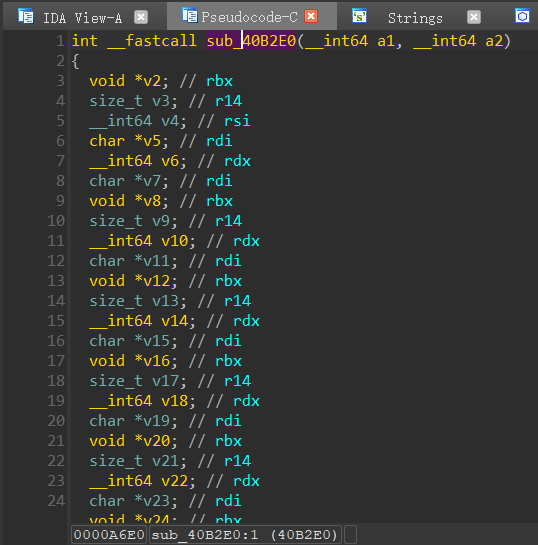 IDA View-A Pseudocode-C Strings
1 int __fastcall sub_40B2E0(__int64 a1, __int64 a2)
2 {
3 void *v2; // rbx
4 size_t v3; // r14
5 __int64 v4; // rsi
6 char *v5; // rdi
7 __int64 v6; // rdx
8 char *v7; // rdi
9 void *v8; // rbx
10 size_t v9; // r14
11 __int64 v10; // rdx
12 char *v11; // rdi
13 void *v12; // rbx
14 size_t v13; // r14
15 __int64 v14; // rdx
16 char *v15; // rdi
17 void *v16; // rbx
18 size_t v17; // r14
19 __int64 v18; // rdx
20 char *v19; // rdi
21 void *v20; // rbx
22 size_t v21; // r14
23 __int64 v22; // rdx
24 char *v23; // rdi
void *v24; // rbx
0000A6E0 sub_40B2E0:1 (40B2E0)